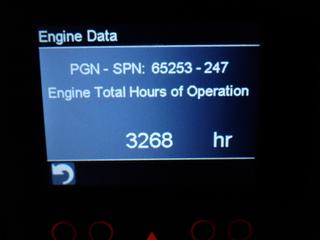 Engine Data
PGN - SPN: 65253 - 247
Engine Total Hours of Operation
3268 hr